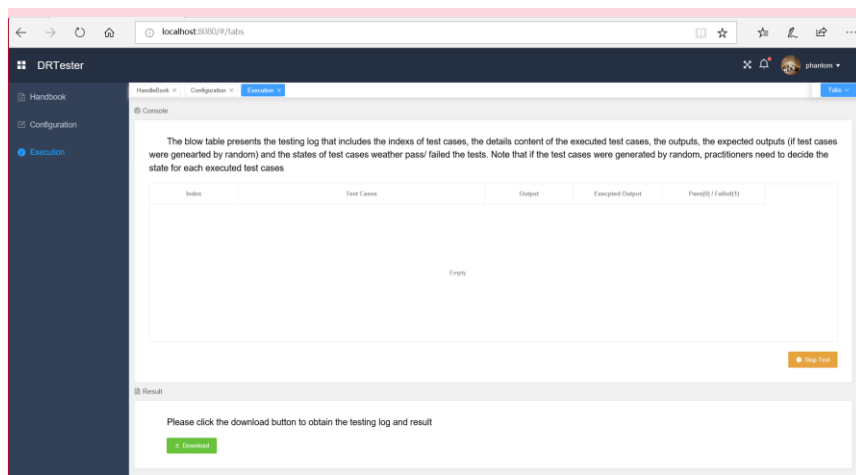 localhost:8080/#/tabs
DRTester
phantom
Handbook
Configuration
Execution
HandleBook × Configuration × Execution ×
Tabs
Console
The blow table presents the testing log that includes the indexs of test cases, the details content of the executed test cases, the outputs, the expected outputs (if test cases
were genearted by random) and the states of test cases weather pass/ failed the tests. Note that if the test cases were generated by random, practitioners need to decide the
state for each executed test cases
Index Test Cases Output Execpted Output Pass(0) / Failed(1)
Empty
Stop Test
Result
Please click the download button to obtain the testing log and result
Download